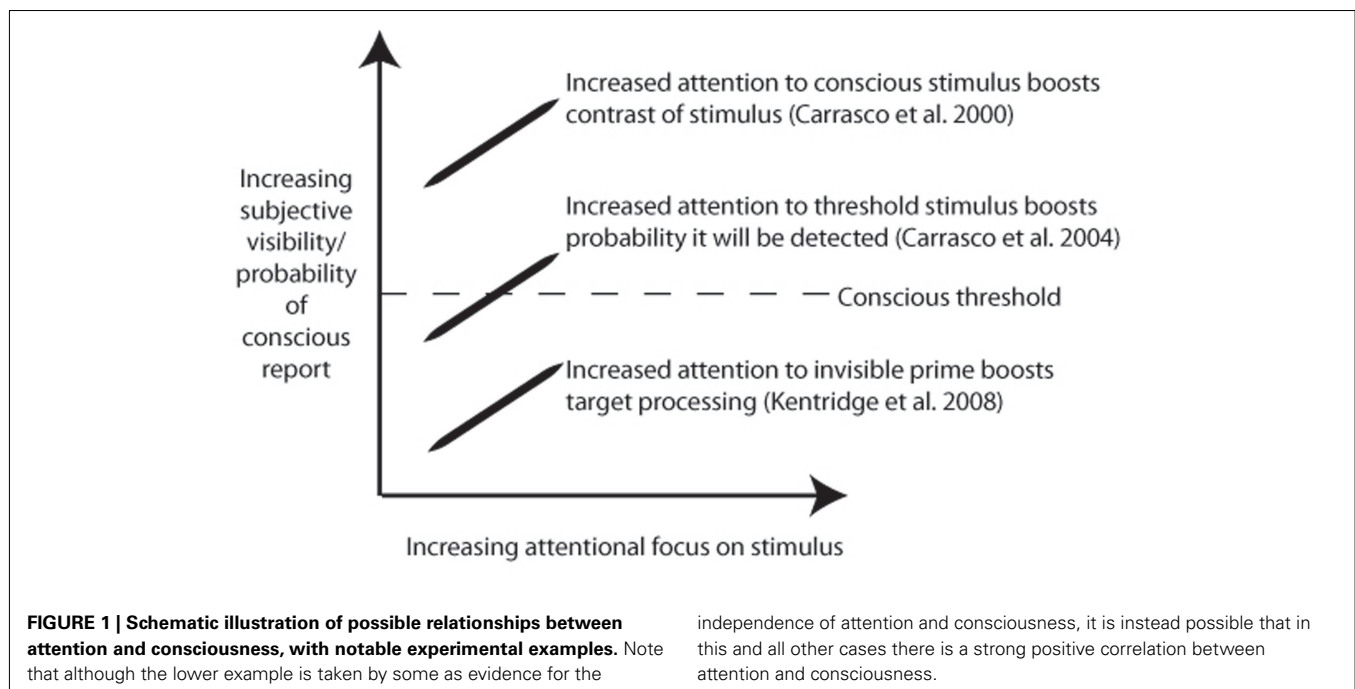 Increased attention to conscious stimulus boosts
contrast of stimulus (Carrasco et al. 2000)
Increasing
subjective
visibility/
probability
of
conscious
report
Increased attention to threshold stimulus boosts
probability it will be detected (Carrasco et al. 2004)
Conscious threshold
Increased attention to invisible prime boosts
target processing (Kentridge et al. 2008)
Increasing attentional focus on stimulus
FIGURE 1 | Schematic illustration of possible relationships between
attention and consciousness, with notable experimental examples. Note
that although the lower example is taken by some as evidence for the
independence of attention and consciousness, it is instead possible that in
this and all other cases there is a strong positive correlation between
attention and consciousness.